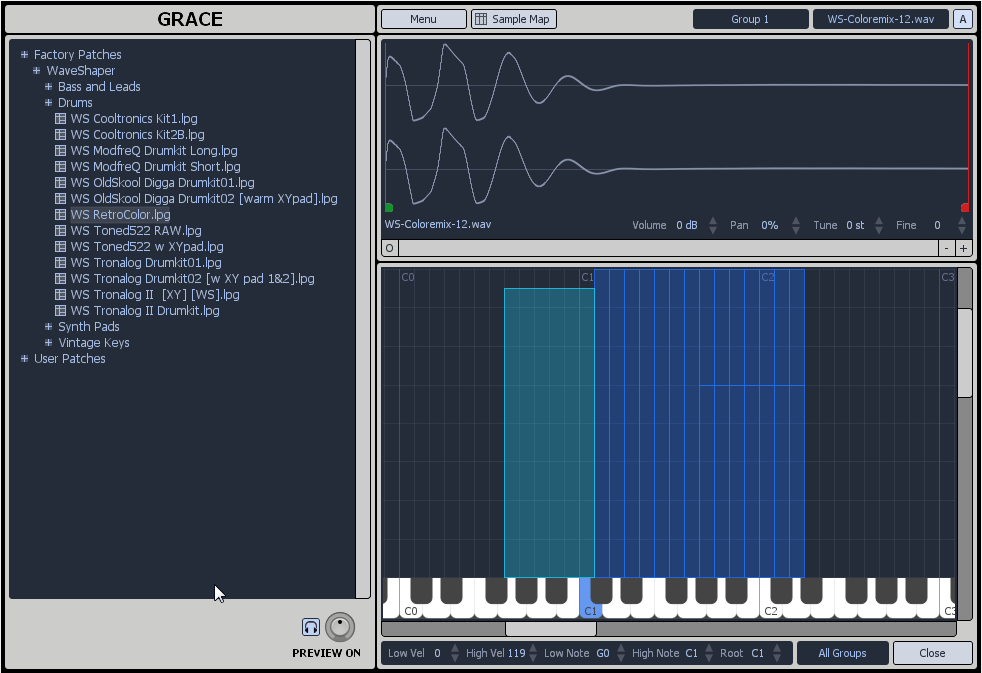 GRACE
Menu
Sample Map
Group 1
WS-Coloremix-12.wav
A
Factory Patches
WaveShaper
Bass and Leads
Drums
WS Cooltronics Kit1.lpg
WS Cooltronics Kit2B.lpg
WS ModfreQ Drumkit Long.lpg
WS ModfreQ Drumkit Short.lpg
WS OldSkool Digga Drumkit01.lpg
WS OldSkool Digga Drumkit02 [warm XYpad].lpg
WS RetroColor.lpg
WS Toned522 RAW.lpg
WS Toned522 w XYpad.lpg
WS Tronalog Drumkit01.lpg
WS Tronalog Drumkit02 [w XY pad 1&2].lpg
WS Tronalog II [XY] [WS].lpg
WS Tronalog II Drumkit.lpg
Synth Pads
Vintage Keys
User Patches
PREVIEW ON
WS-Coloremix-12.wav
Volume 0 dB Pan 0% Tune 0 st Fine 0
O - +
C0 C1 C2 C3
C0 C1 C2 C3
Low Vel 0 High Vel 119 Low Note G0 High Note C1 Root C1
All Groups
Close